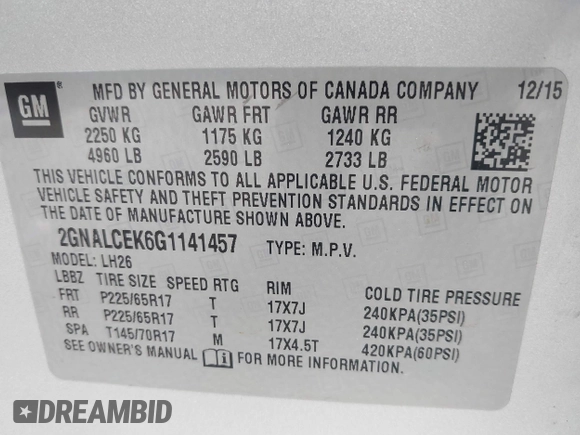 GM
MFD BY GENERAL MOTORS OF CANADA COMPANY 12/15
GVWR GAWR FRT GAWR RR
2250 KG 1175 KG 1240 KG
4960 LB 2590 LB 2733 LB
THIS VEHICLE CONFORMS TO ALL APPLICABLE U.S. FEDERAL MOTOR
VEHICLE SAFETY AND THEFT PREVENTION STANDARDS IN EFFECT ON THE
DATE OF MANUFACTURE SHOWN ABOVE.
2GNALCEK6G1141457 TYPE: M.P.V.
MODEL: LH26
LBBZ TIRE SIZE SPEED RTG RIM COLD TIRE PRESSURE
FRT P225/65R17 T 17X7J 240KPA(35PSI)
RR P225/65R17 T 17X7J 240KPA(35PSI)
SPA T145/70R17 M 17X4.5T 420KPA(60PSI)
SEE OWNER'S MANUAL FOR MORE INFORMATION.
DREAMBID